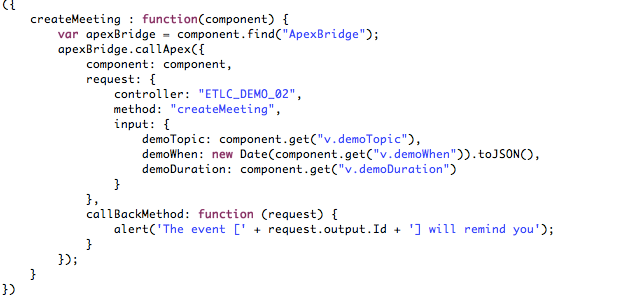 ({
    createMeeting : function(component) {
        var apexBridge = component.find("ApexBridge");
        apexBridge.callApex({
            component: component,
            request: {
                controller: "ETLC_DEMO_02",
                method: "createMeeting",
                input: {
                    demoTopic: component.get("v.demoTopic"),
                    demoWhen: new Date(component.get("v.demoWhen")).toJSON(),
                    demoDuration: component.get("v.demoDuration")
                }
            },
            callBackMethod: function (request) {
                alert('The event [' + request.output.Id + '] will remind you');
            }
        });
    }
})